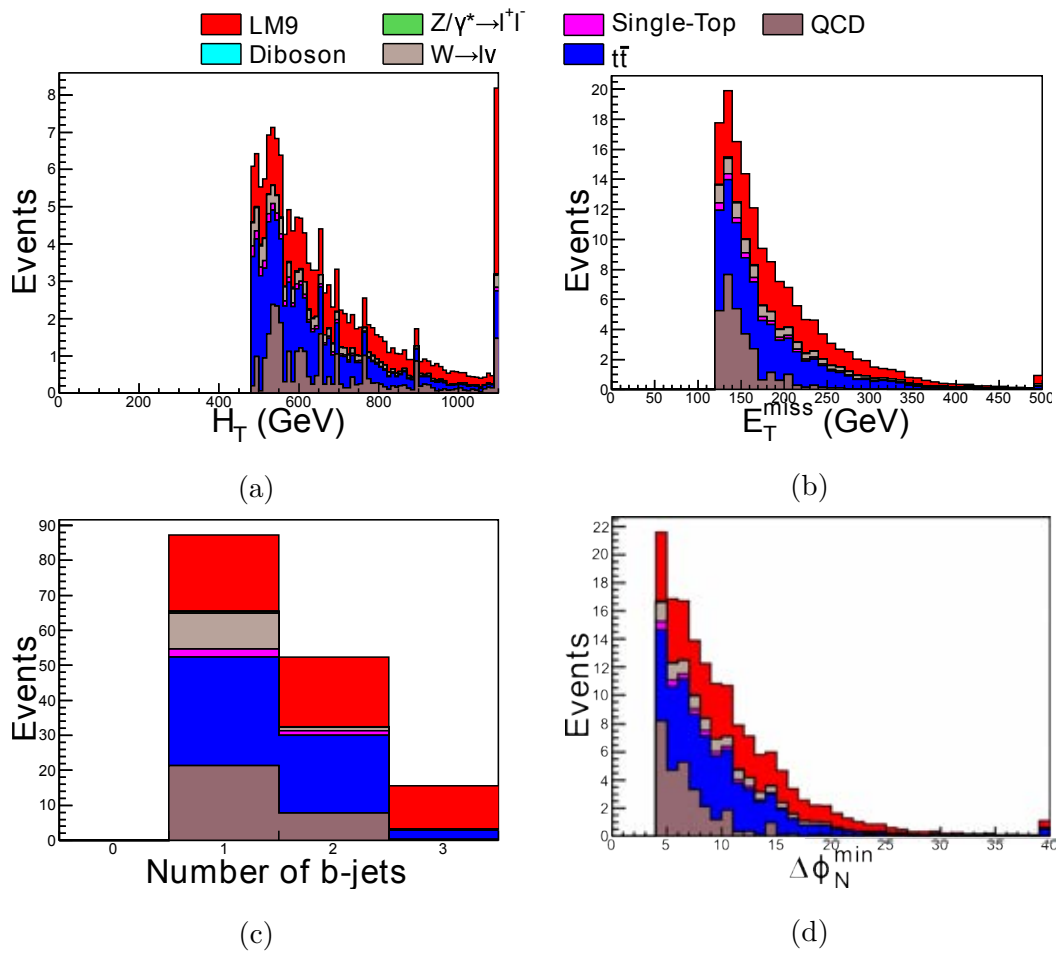 LM9 Z/γ*→l⁺l⁻ Single-Top QCD
Diboson W→lν tt̄
8
7
6
5
4
3
2
1
0
Events
0 200 400 600 800 1000
H_T (GeV)
(a)
20
18
16
14
12
10
8
6
4
2
0
Events
0 50 100 150 200 250 300 350 400 450 500
E_T^miss (GeV)
(b)
90
80
70
60
50
40
30
20
10
0
Events
0 1 2 3
Number of b-jets
(c)
22
20
18
16
14
12
10
8
6
4
2
0
Events
0 5 10 15 20 25 30 35 40
Δϕ_N^min
(d)